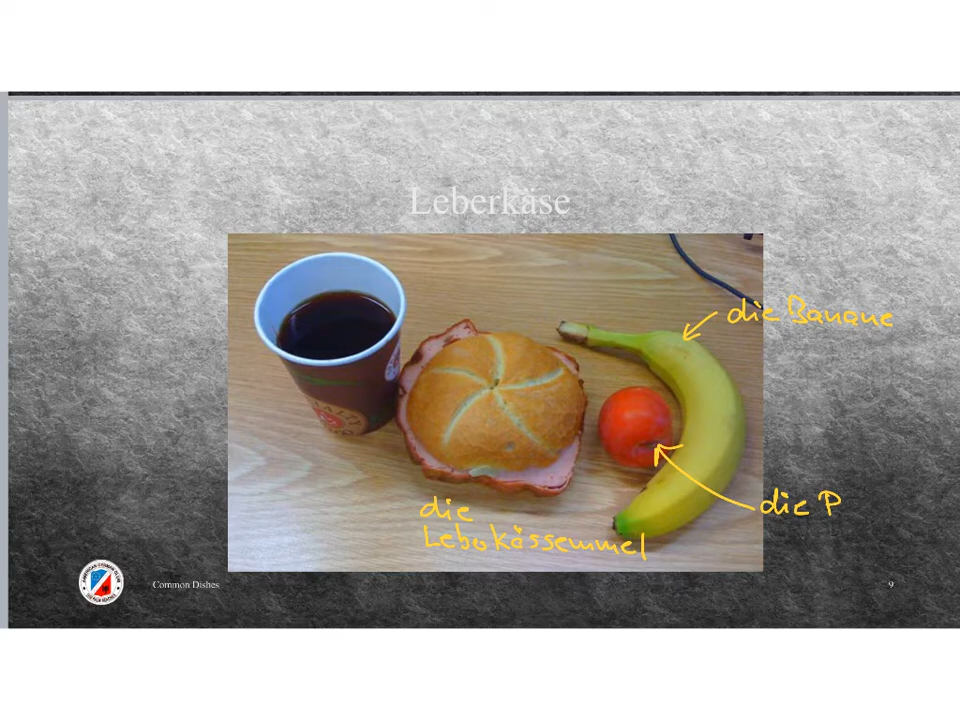 Leberkäse
die Banane
die P
die
Leberkässemmel
Common Dishes
9